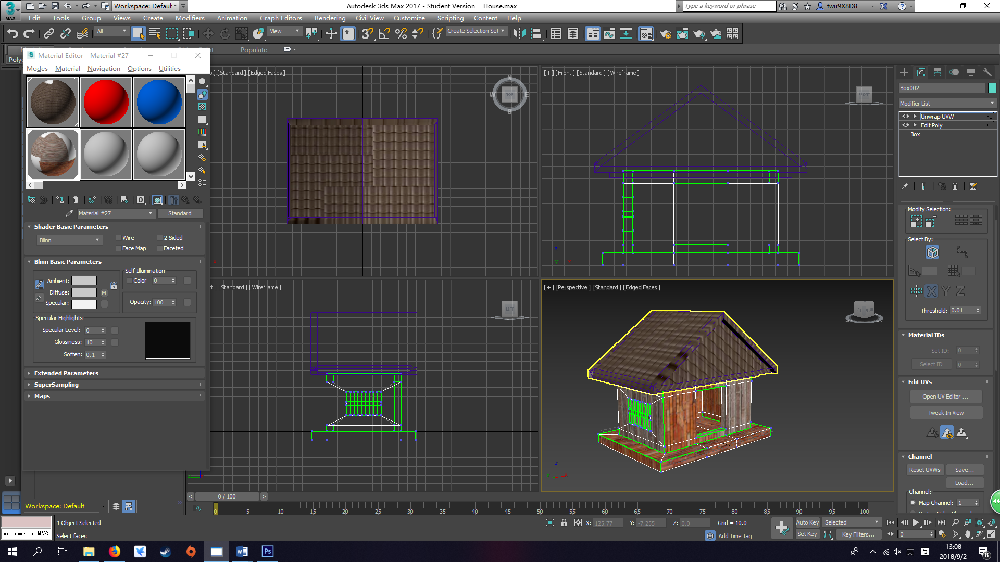 Workspace: Default
Autodesk 3ds Max 2017 - Student Version    House.max
Type a keyword or phrase
twu9X8D8
MAX
Edit Tools Group Views Create Modifiers Animation Graph Editors Rendering Civil View Customize Scripting Content Help
All
View
Create Selection Set
Populate
Poly
Material Editor - Material #27
Modes Material Navigation Options Utilities
Material #27
Standard
Shader Basic Parameters
Blinn
Wire
2-Sided
Face Map
Faceted
Blinn Basic Parameters
Self-Illumination
Ambient:
Color 0
Diffuse:
M
Specular:
Opacity: 100
Specular Highlights
Specular Level: 0
Glossiness: 10
Soften: 0.1
Extended Parameters
SuperSampling
Maps
[Standard] [Edged Faces]
N
W
TOP
E
S
[+] [Front] [Standard] [Wireframe]
FRONT
[Standard] [Wireframe]
LEFT
[+] [Perspective] [Standard] [Edged Faces]
z
y
x
Box002
Modifier List
Unwrap UVW
Edit Poly
Box
Modify Selection:
Select By:
X Y Z
Threshold: 0.01
Material IDs
Set ID: 0
Select ID 0
Edit UVs
Open UV Editor ...
Tweak In View
Channel
Reset UVWs Save...
Load...
Channel:
Map Channel: 1
Vertex Color Channel
44
0 / 100
Workspace: Default
0 5 10 15 20 25 30 35 40 45 50 55 60 65 70 75 80 85 90 95 100
1 Object Selected
Welcome to MAX
Select faces
X: 125.77 Y: -7.255 Z: 0.0 Grid = 10.0
Add Time Tag
Auto Key Selected
Set Key Key Filters...
0
英
13:08
2018/9/2
8